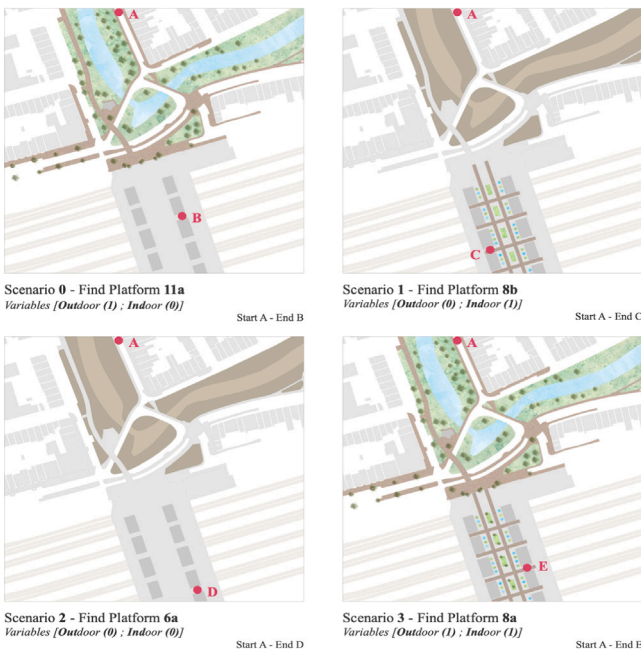 A
B
Scenario 0 - Find Platform 11a
Variables [Outdoor (1) ; Indoor (0)]
Start A - End B
A
C
Scenario 1 - Find Platform 8b
Variables [Outdoor (0) ; Indoor (1)]
Start A - End C
A
D
Scenario 2 - Find Platform 6a
Variables [Outdoor (0) ; Indoor (0)]
Start A - End D
A
E
Scenario 3 - Find Platform 8a
Variables [Outdoor (1) ; Indoor (1)]
Start A - End E